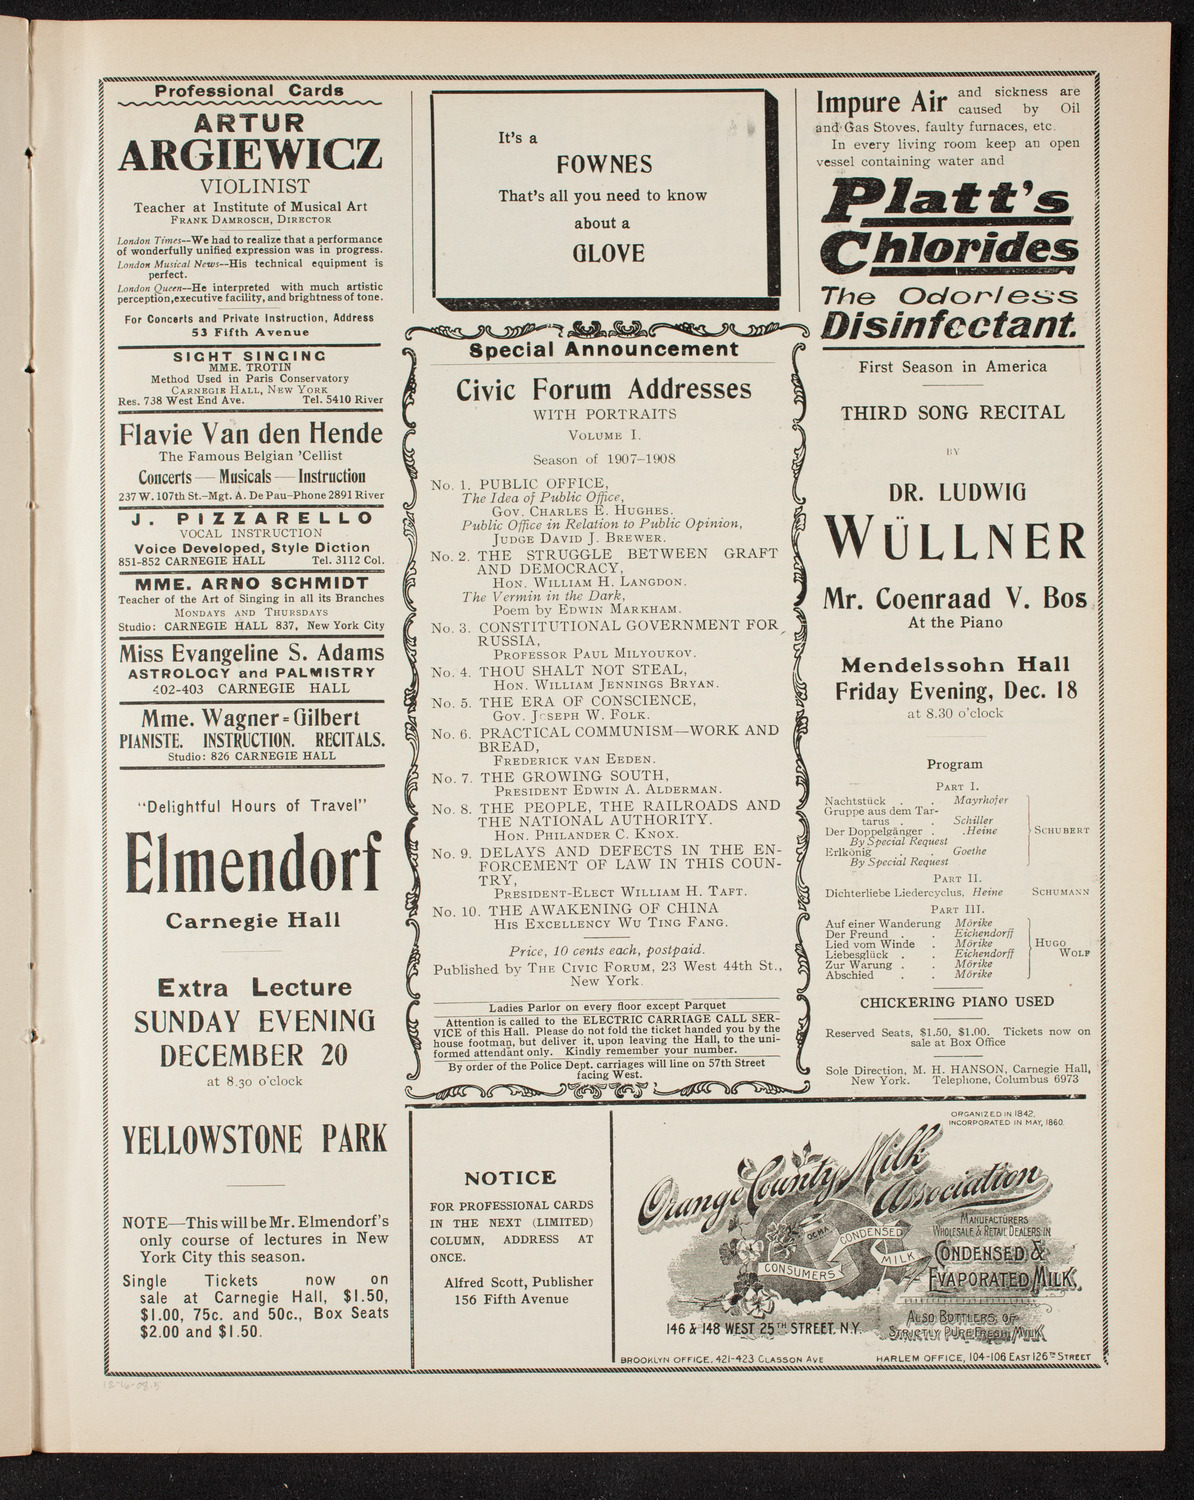 Professional Cards
ARTUR
ARGIEWICZ
VIOLINIST
Teacher at Institute of Musical Art
FRANK DAMROSCH, DIRECTOR
London Times--We had to realize that a performance
of wonderfully unified expression was in progress.
London Musical News--His technical equipment is
perfect.
London Queen--He interpreted with much artistic
perception, executive facility, and brightness of tone.
For Concerts and Private Instruction, Address
53 Fifth Avenue
SIGHT SINGING
MME. TROTIN
Method Used in Paris Conservatory
CARNEGIE HALL, NEW YORK
Res. 738 West End Ave. Tel. 5410 River
Flavie Van den Hende
The Famous Belgian 'Cellist
Concerts — Musicals — Instruction
237 W. 107th St.–Mgt. A. De Pau–Phone 2891 River
J. PIZZARELLO
VOCAL INSTRUCTION
Voice Developed, Style Diction
851-852 CARNEGIE HALL Tel. 3112 Col.
MME. ARNO SCHMIDT
Teacher of the Art of Singing in all its Branches
MONDAYS AND THURSDAYS
Studio: CARNEGIE HALL 837, New York City
Miss Evangeline S. Adams
ASTROLOGY and PALMISTRY
402-403 CARNEGIE HALL
Mme. Wagner=Gilbert
PIANISTE. INSTRUCTION. RECITALS.
Studio: 826 CARNEGIE HALL
"Delightful Hours of Travel"
Elmendorf
Carnegie Hall
Extra Lecture
SUNDAY EVENING
DECEMBER 20
at 8.30 o'clock
YELLOWSTONE PARK
NOTE—This will be Mr. Elmendorf's
only course of lectures in New
York City this season.
Single Tickets now on
sale at Carnegie Hall, $1.50,
$1.00, 75c. and 50c., Box Seats
$2.00 and $1.50.
It's a
FOWNES
That's all you need to know
about a
GLOVE
Special Announcement
Civic Forum Addresses
WITH PORTRAITS
VOLUME I.
Season of 1907–1908
No. 1. PUBLIC OFFICE,
The Idea of Public Office,
GOV. CHARLES E. HUGHES.
Public Office in Relation to Public Opinion,
JUDGE DAVID J. BREWER.
No. 2. THE STRUGGLE BETWEEN GRAFT
AND DEMOCRACY,
HON. WILLIAM H. LANGDON.
The Vermin in the Dark,
Poem by EDWIN MARKHAM.
No. 3. CONSTITUTIONAL GOVERNMENT FOR
RUSSIA,
PROFESSOR PAUL MILYOUKOV.
No. 4. THOU SHALT NOT STEAL,
HON. WILLIAM JENNINGS BRYAN.
No. 5. THE ERA OF CONSCIENCE,
GOV. JOSEPH W. FOLK.
No. 6. PRACTICAL COMMUNISM—WORK AND
BREAD,
FREDERICK VAN EEDEN.
No. 7. THE GROWING SOUTH,
PRESIDENT EDWIN A. ALDERMAN.
No. 8. THE PEOPLE, THE RAILROADS AND
THE NATIONAL AUTHORITY.
HON. PHILANDER C. KNOX.
No. 9. DELAYS AND DEFECTS IN THE EN-
FORCEMENT OF LAW IN THIS COUN-
TRY,
PRESIDENT-ELECT WILLIAM H. TAFT.
No. 10. THE AWAKENING OF CHINA
HIS EXCELLENCY WU TING FANG.
Price, 10 cents each, postpaid.
Published by THE CIVIC FORUM, 23 West 44th St.,
New York.
Ladies Parlor on every floor except Parquet
Attention is called to the ELECTRIC CARRIAGE CALL SER-
VICE of this Hall. Please do not fold the ticket handed you by the
house footman, but deliver it, upon leaving the Hall, to the uni-
formed attendant only. Kindly remember your number.
By order of the Police Dept. carriages will line on 57th Street
facing West.
Impure Air and sickness are
caused by Oil
and Gas Stoves, faulty furnaces, etc.
In every living room keep an open
vessel containing water and
Platt's
Chlorides
The Odorless
Disinfectant.
First Season in America
THIRD SONG RECITAL
BY
DR. LUDWIG
WÜLLNER
Mr. Coenraad V. Bos
At the Piano
Mendelssohn Hall
Friday Evening, Dec. 18
at 8.30 o'clock
Program
PART I.
Nachtstück . . Mayrhofer
Gruppe aus dem Tar-
tarus . . Schiller
Der Doppelgänger . . Heine
By Special Request
Erlkönig . . Goethe
By Special Request
SCHUBERT
PART II.
Dichterliebe Liedercyclus, Heine SCHUMANN
PART III.
Auf einer Wanderung Mörike
Der Freund . . Eichendorff
Lied vom Winde . Mörike
Liebesglück . . Eichendorff
Zur Warung . . Mörike
Abschied . . Mörike
HUGO
WOLF
CHICKERING PIANO USED
Reserved Seats, $1.50, $1.00. Tickets now on
sale at Box Office
Sole Direction, M. H. HANSON, Carnegie Hall,
New York. Telephone, Columbus 6973
NOTICE
FOR PROFESSIONAL CARDS
IN THE NEXT (LIMITED)
COLUMN, ADDRESS AT
ONCE.
Alfred Scott, Publisher
156 Fifth Avenue
ORGANIZED IN 1842,
INCORPORATED IN MAY, 1860.
Orange County Milk
Association
MANUFACTURERS
WHOLESALE & RETAIL DEALERS IN
CONDENSED &
EVAPORATED MILK,
ALSO BOTTLERS OF
STRICTLY PURE FRESH MILK
OCMA
CONSUMERS
CONDENSED
MILK
146 & 148 WEST 25TH STREET, N.Y.
BROOKLYN OFFICE, 421-423 CLASSON AVE
HARLEM OFFICE, 104-106 EAST 126TH STREET
12-16-08.5